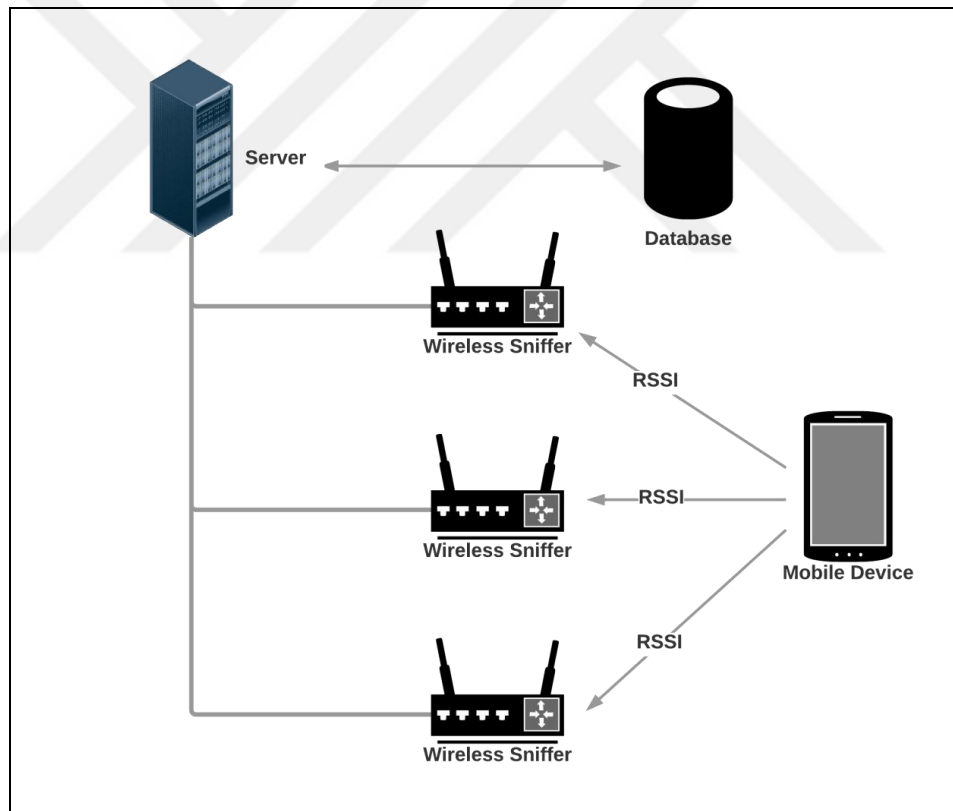 Server
Database
Wireless Sniffer
RSSI
RSSI
Wireless Sniffer
Mobile Device
RSSI
Wireless Sniffer